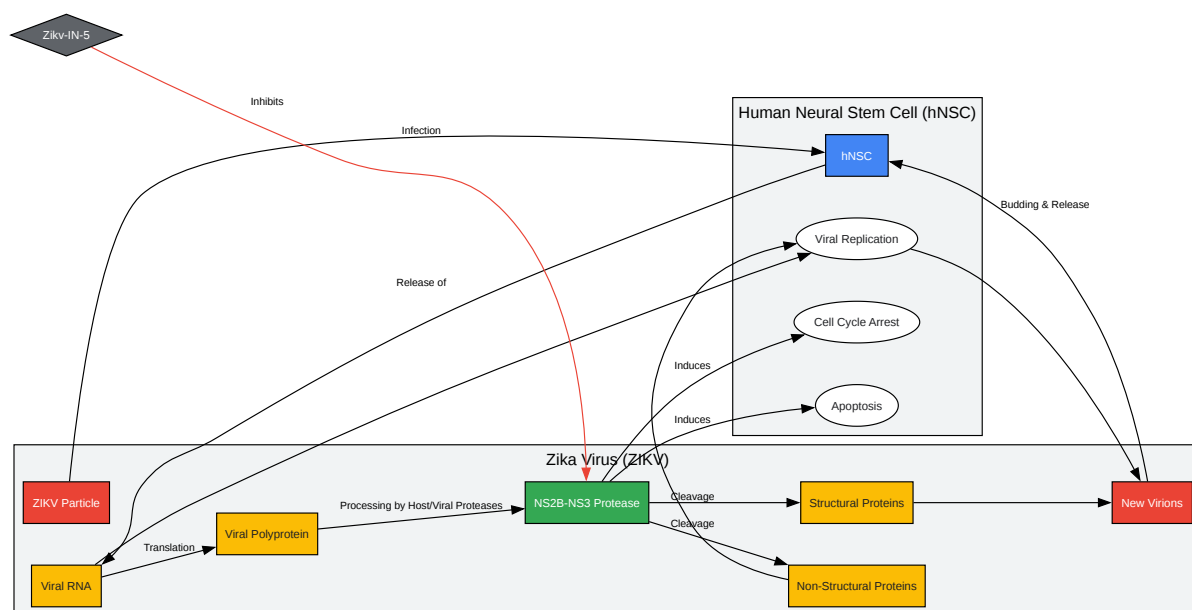 Zikv-IN-5
Inhibits
Infection
Human Neural Stem Cell (hNSC)
hNSC
Budding & Release
Viral Replication
Release of
Cell Cycle Arrest
Induces
Apoptosis
Induces
Zika Virus (ZIKV)
ZIKV Particle
Processing by Host/Viral Proteases
NS2B-NS3 Protease
Cleavage
Structural Proteins
New Virions
Cleavage
Viral Polyprotein
Translation
Viral RNA
Non-Structural Proteins